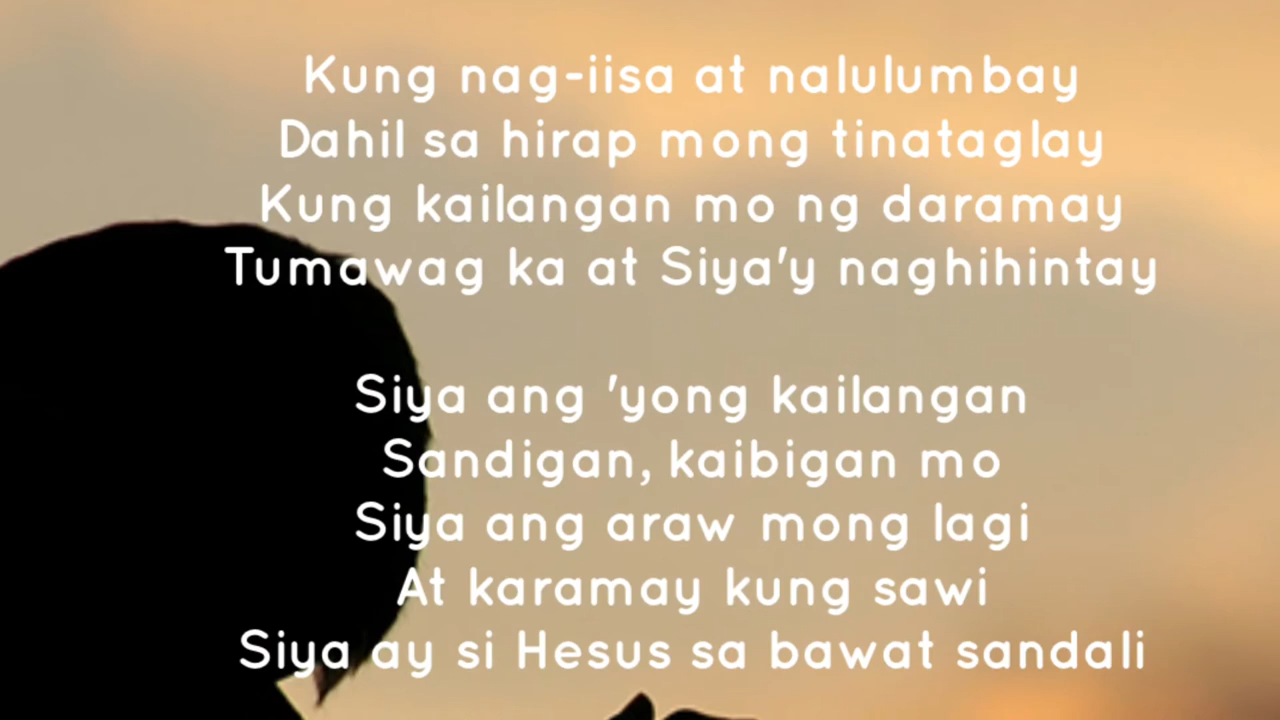 Kung nag-iisa at nalulumbay
Dahil sa hirap mong tinataglay
Kung kailangan mo ng daramay
Tumawag ka at Siya'y naghihintay
Siya ang 'yong kailangan
Sandigan, kaibigan mo
Siya ang araw mong lagi
At karamay kung sawi
Siya ay si Hesus sa bawat sandali